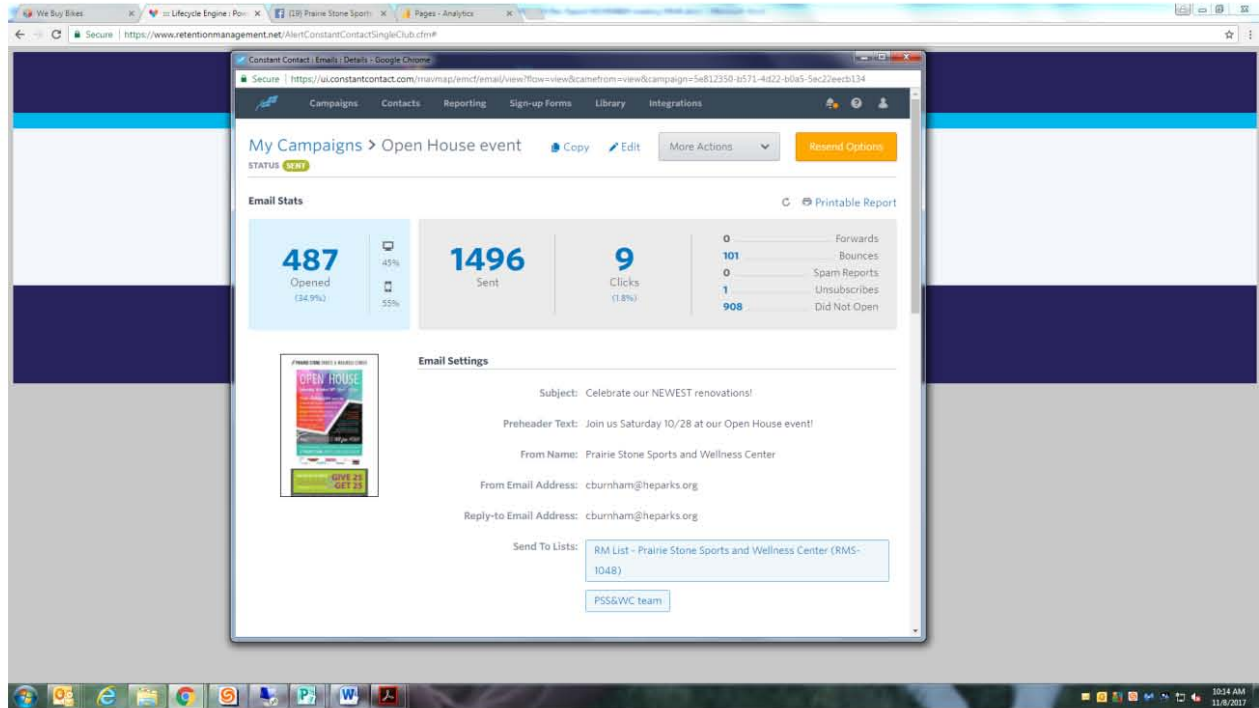 We Buy Bikes
Lifecycle Engine : Po
(19) Prairie Stone Sport
Pages - Analytics
Secure | https://www.retentionmanagement.net/AlertConstantContactSingleClub.cfm#
Constant Contact : Emails : Details - Google Chrome
Secure | https://ui.constantcontact.com/rnavmap/emcf/email/view?flow=view&camefrom=view&campaign=
Campaigns Contacts Reporting Sign-up Forms Library Integrations
My Campaigns > Open House event Copy Edit More Actions Resend Options
STATUS SENT
Email Stats Printable Report
487
Opened
(34.9%)
45%
55%
1496
Sent
9
Clicks
(1.8%)
0 Forwards
101 Bounces
0 Spam Reports
1 Unsubscribes
908 Did Not Open
OPEN HOUSE
GIVE 25
GET 25
Email Settings
Subject: Celebrate our NEWEST renovations!
Preheader Text: Join us Saturday 10/28 at our Open House event!
From Name: Prairie Stone Sports and Wellness Center
From Email Address: cburnham@heparks.org
Reply-to Email Address: cburnham@heparks.org
Send To Lists: RM List - Prairie Stone Sports and Wellness Center (RMS-
1048)
PSS&WC team
10:14 AM
11/8/2017